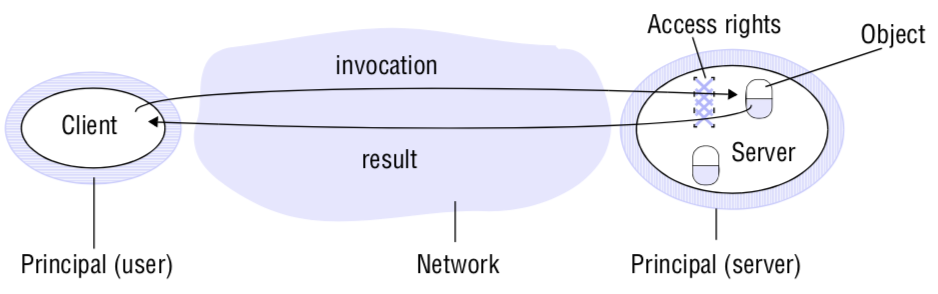 Access rights
Object
invocation
Client
Server
result
Principal (user)
Network
Principal (server)